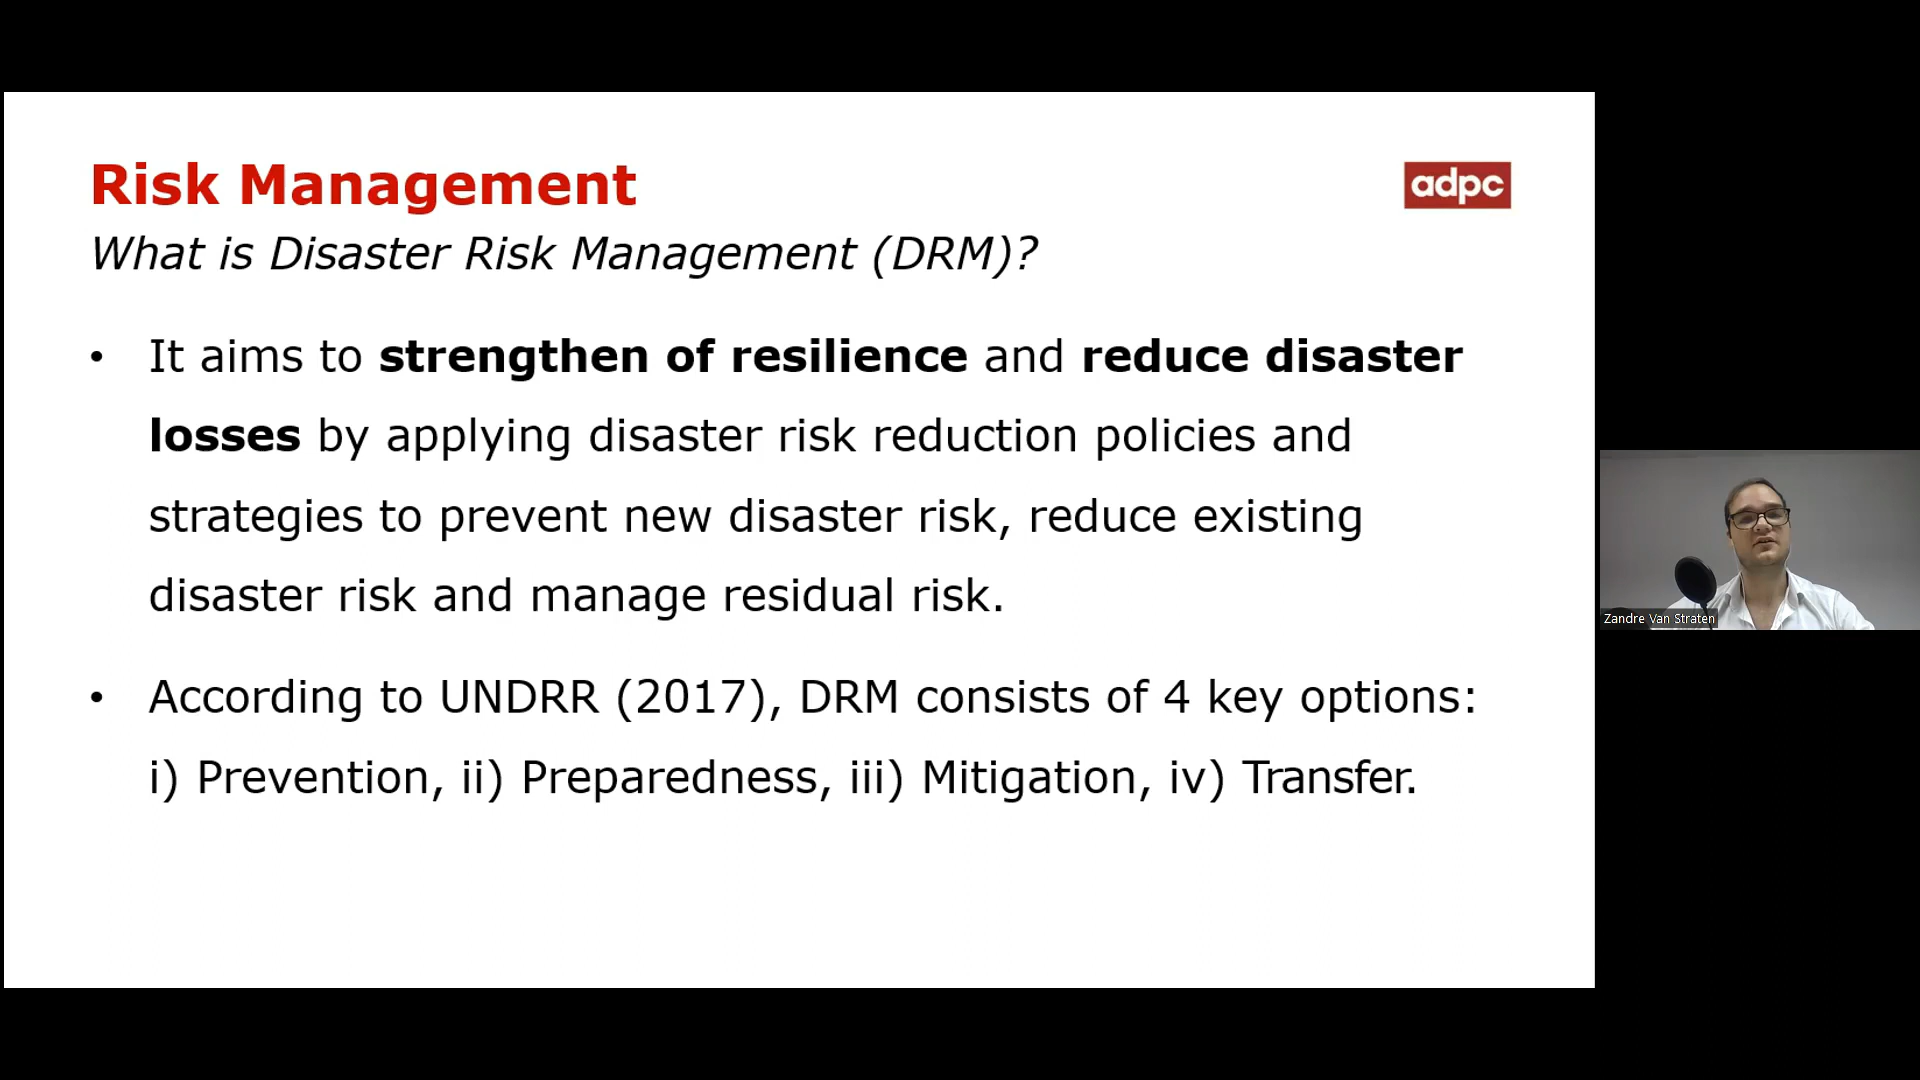 Risk Management
adpc
What is Disaster Risk Management (DRM)?
• It aims to strengthen of resilience and reduce disaster
losses by applying disaster risk reduction policies and
strategies to prevent new disaster risk, reduce existing
disaster risk and manage residual risk.
• According to UNDRR (2017), DRM consists of 4 key options:
i) Prevention, ii) Preparedness, iii) Mitigation, iv) Transfer.
Zandre Van Straten